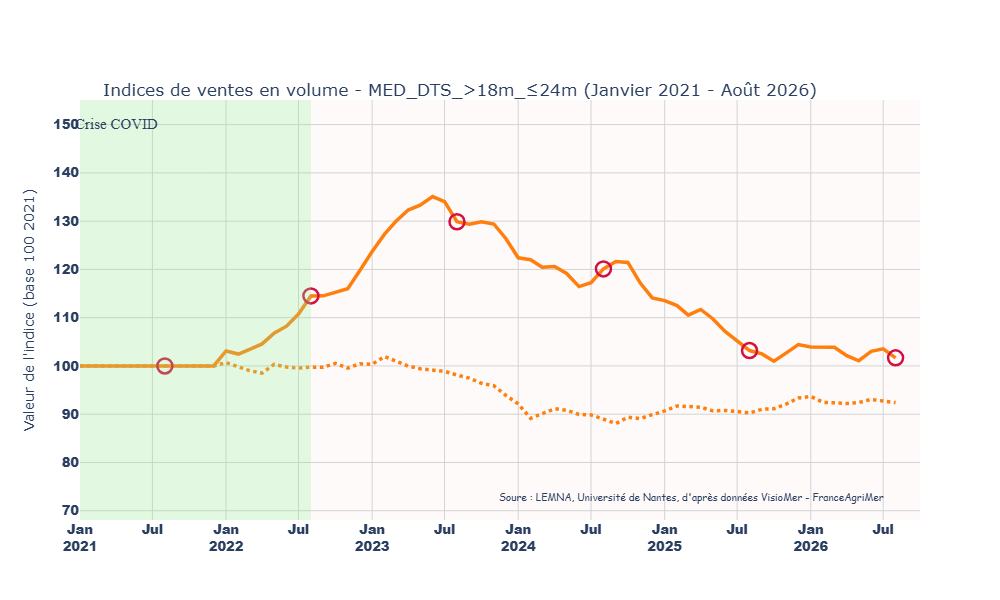 Indices de ventes en volume - MED_DTS_>18m_≤24m (Janvier 2021 - Août 2026)
Crise COVID
Valeur de l'indice (base 100 2021)
150
140
130
120
110
100
90
80
70
Soure : LEMNA, Université de Nantes, d'après données VisioMer - FranceAgriMer
Jan Jul Jan Jul Jan Jul Jan Jul Jan Jul Jan Jul
2021 2022 2023 2024 2025 2026